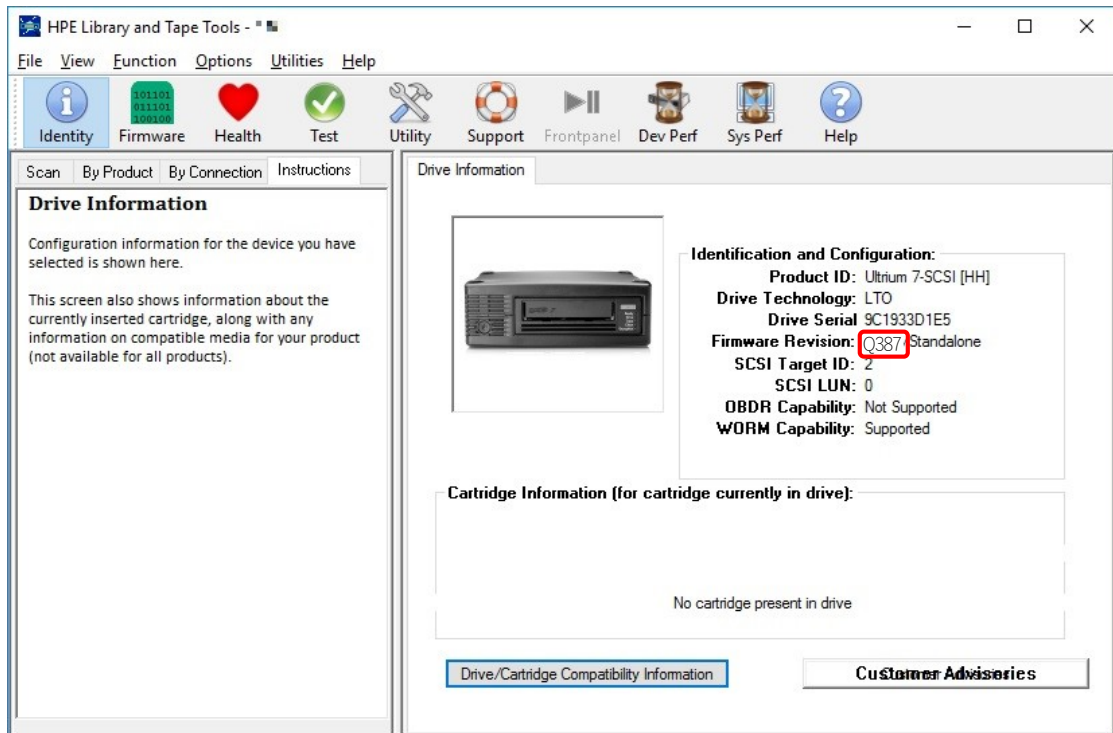 HPE Library and Tape Tools -
File View Function Options Utilities Help
101101
011101
100100
Identity Firmware Health Test Utility Support Frontpanel Dev Perf Sys Perf Help
Scan By Product By Connection Instructions
Drive Information
Drive Information
Configuration information for the device you have
selected is shown here.
This screen also shows information about the
currently inserted cartridge, along with any
information on compatible media for your product
(not available for all products).
Identification and Configuration:
Product ID: Ultrium 7-SCSI [HH]
Drive Technology: LTO
Drive Serial 9C1933D1E5
Firmware Revision: Q387/Standalone
SCSI Target ID: 2
SCSI LUN: 0
OBDR Capability: Not Supported
WORM Capability: Supported
Cartridge Information (for cartridge currently in drive):
No cartridge present in drive
Drive/Cartridge Compatibility Information
Customer Advisories